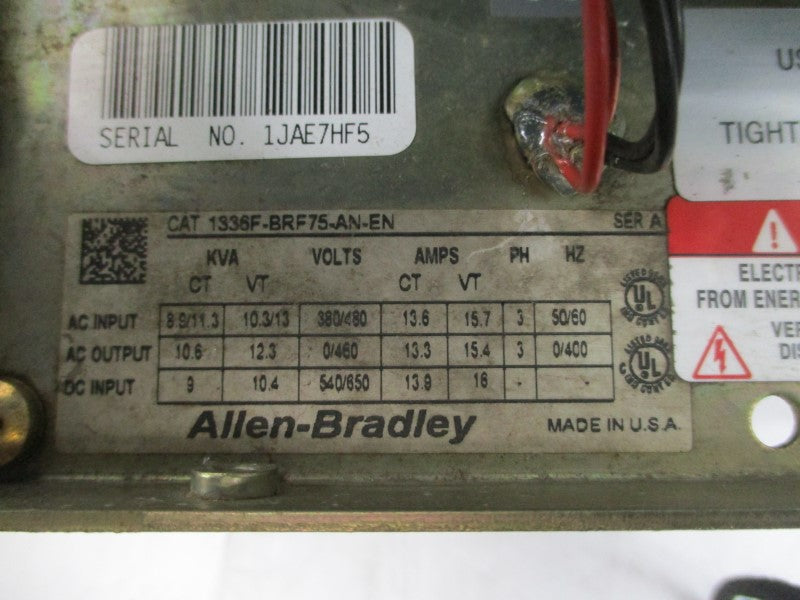 SERIAL NO. 1JAE7HF5
US
TIGHT
CAT 1336F-BRF75-AN-EN SER A
KVA VOLTS AMPS PH HZ
CT VT CT VT
AC INPUT 8.9/11.3 10.3/13 380/480 13.6 15.7 3 50/60
AC OUTPUT 10.6 12.3 0/460 13.3 15.4 3 0/400
DC INPUT 9 10.4 540/650 13.9 16 - -
Allen-Bradley MADE IN U.S.A.
UL
UL
ELECTR
FROM ENER
VER
DIS